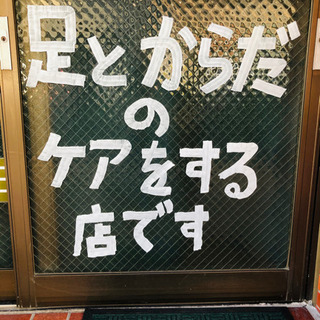 足とからだ
の
ケアをする
店です